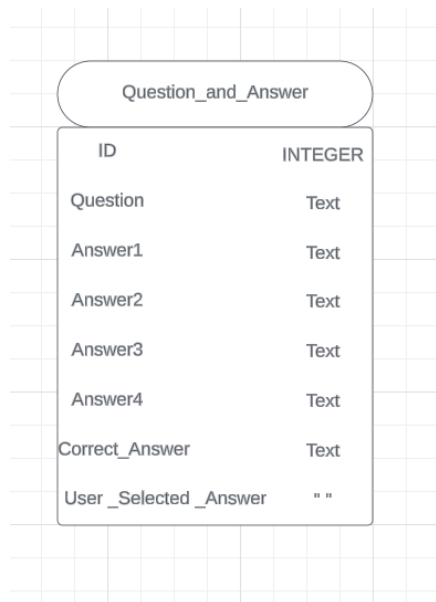 Question_and_Answer
ID INTEGER
Question Text
Answer1 Text
Answer2 Text
Answer3 Text
Answer4 Text
Correct_Answer Text
User _Selected _Answer " "